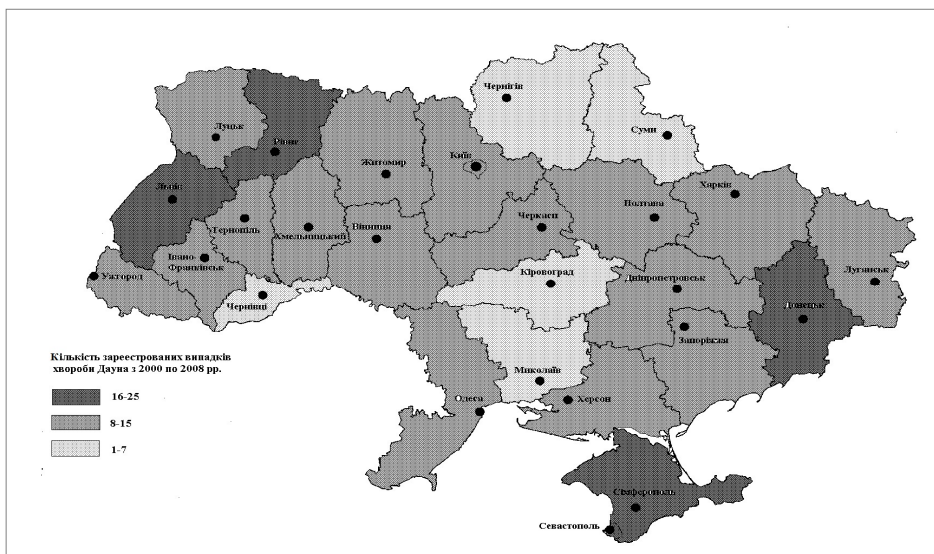 Чернігів
Суми
Луцьк
Рівне
Житомир
Київ
Харків
Львів
Полтава
Черкаси
Тернопіль
Хмельницький
Вінниця
Івано-
Франківськ
Кіровоград
Дніпропетровськ
Луганськ
Ужгород
Чернівці
Донецьк
Запоріжжя
Кількість зареестрованих випадків
хвороби Дауна з 2000 по 2008 рр.
16-25
8-15
1-7
Миколаїв
Одеса
Херсон
Сімферополь
Севастополь